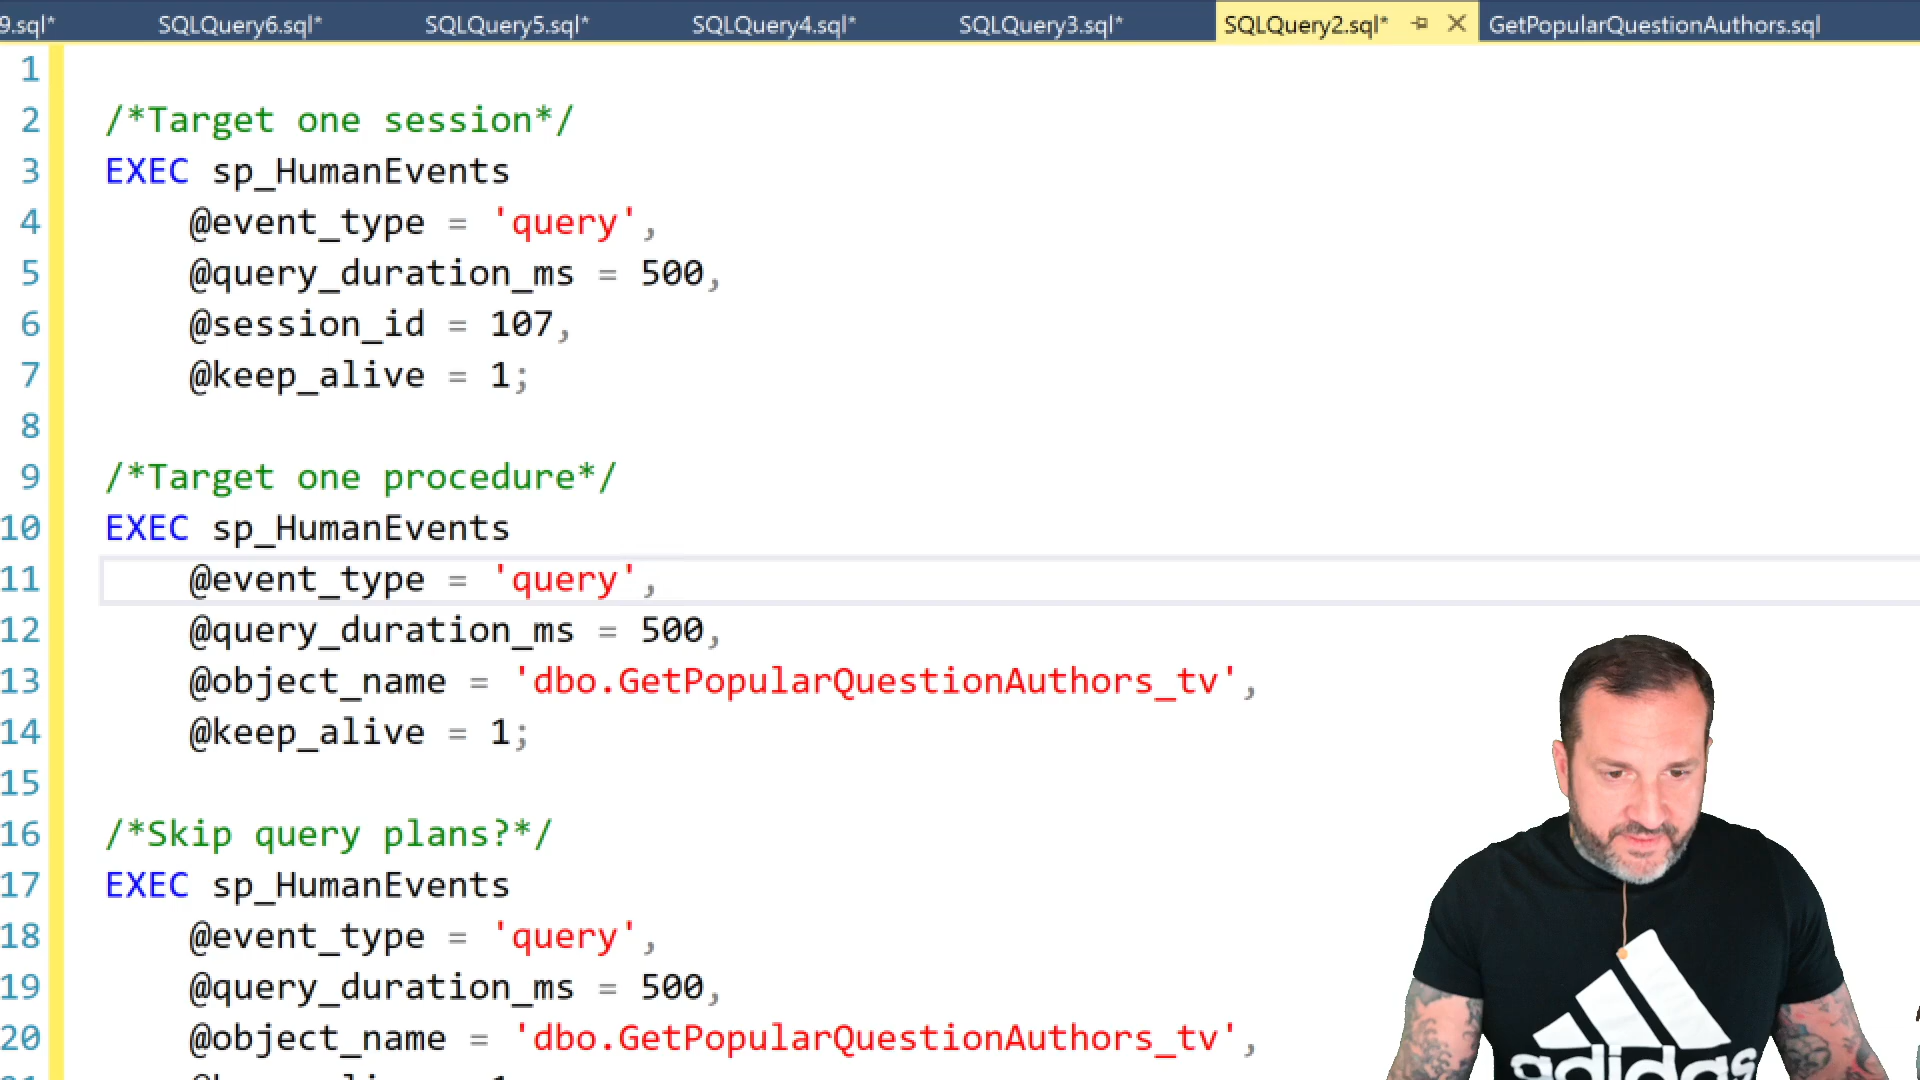 9.sql*
SQLQuery6.sql*
SQLQuery5.sql*
SQLQuery4.sql*
SQLQuery3.sql*
SQLQuery2.sql*
GetPopularQuestionAuthors.sql
1
2 /*Target one session*/
3 EXEC sp_HumanEvents
4 @event_type = 'query',
5 @query_duration_ms = 500,
6 @session_id = 107,
7 @keep_alive = 1;
8
9 /*Target one procedure*/
10 EXEC sp_HumanEvents
11 @event_type = 'query',
12 @query_duration_ms = 500,
13 @object_name = 'dbo.GetPopularQuestionAuthors_tv',
14 @keep_alive = 1;
15
16 /*Skip query plans?*/
17 EXEC sp_HumanEvents
18 @event_type = 'query',
19 @query_duration_ms = 500,
20 @object_name = 'dbo.GetPopularQuestionAuthors_tv',
adidas